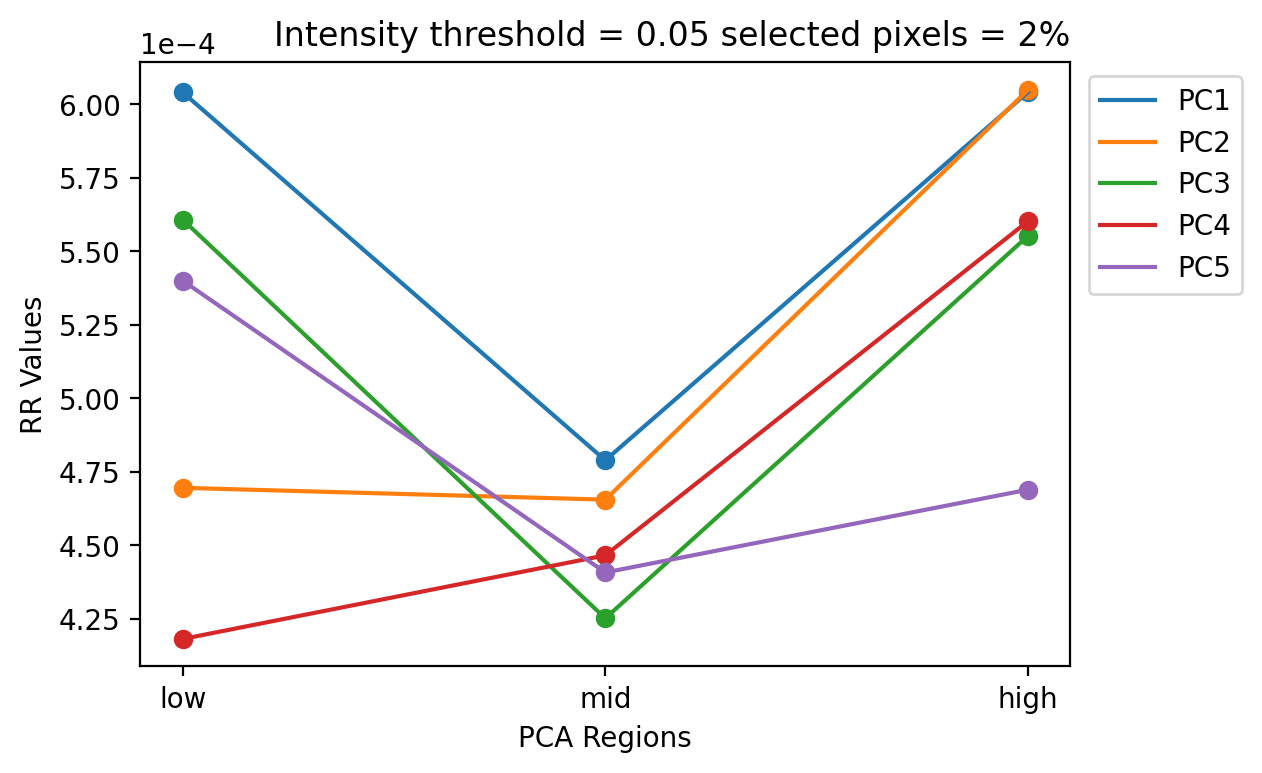 Intensity threshold = 0.05 selected pixels = 2%
1e−4
6.00
5.75
5.50
5.25
5.00
4.75
4.50
4.25
RR Values
low
mid
high
PCA Regions
PC1
PC2
PC3
PC4
PC5